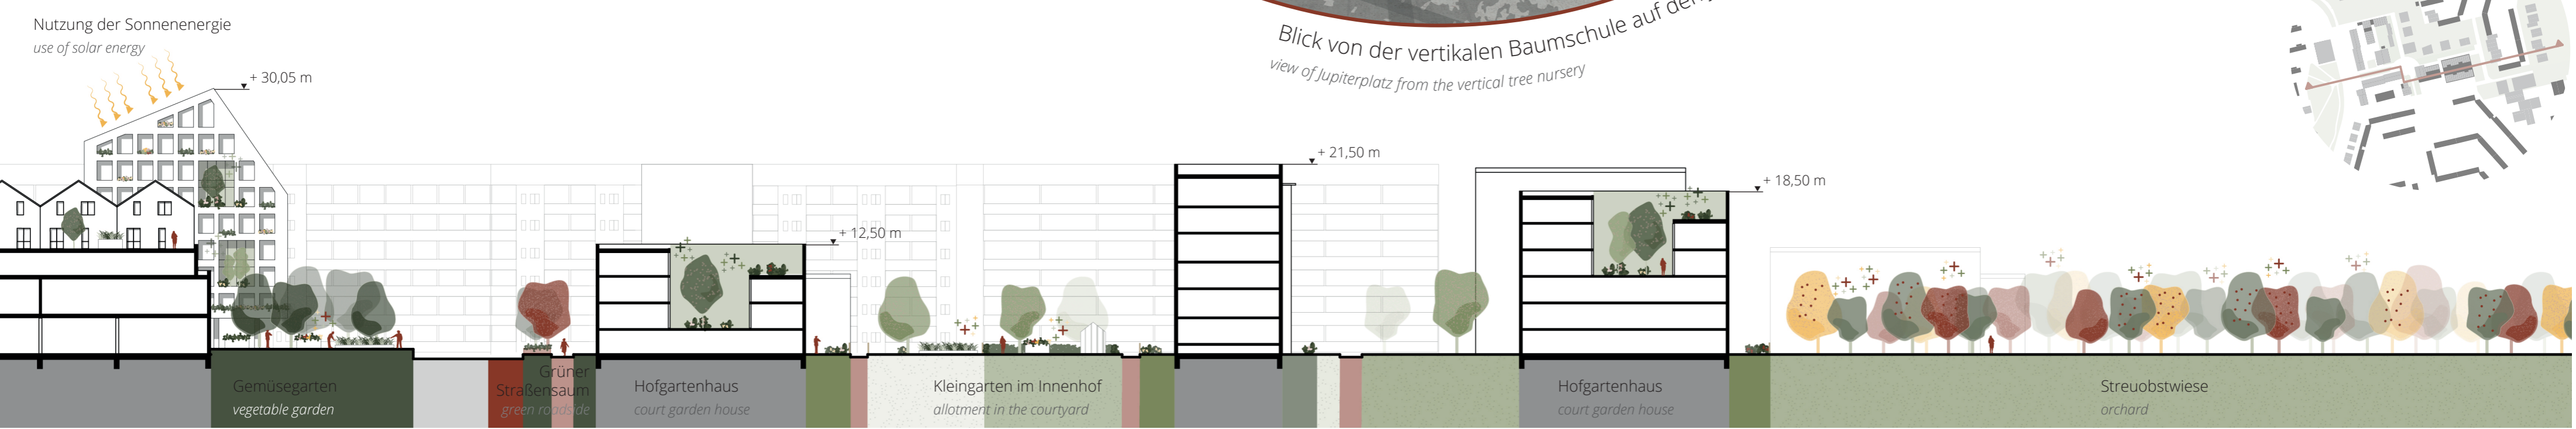 Nutzung der Sonnenenergie
use of solar energy
+ 30,05 m
Blick von der vertikalen Baumschule auf den
view of Jupiterplatz from the vertical tree nursery
+ 21,50 m
+ 18,50 m
+ 12,50 m
Gemüsegarten
vegetable garden
Grüner
Straßensaum
green roadside
Hofgartenhaus
court garden house
Kleingarten im Innenhof
allotment in the courtyard
Hofgartenhaus
court garden house
Streuobstwiese
orchard